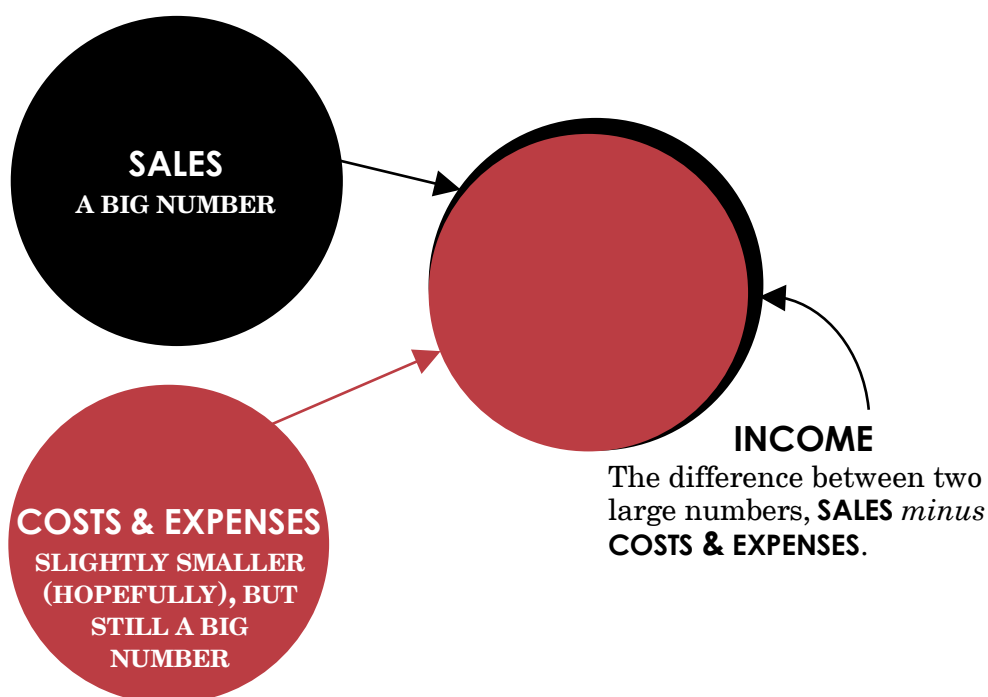 SALES
A BIG NUMBER
COSTS & EXPENSES
SLIGHTLY SMALLER
(HOPEFULLY), BUT
STILL A BIG
NUMBER
INCOME
The difference between two
large numbers, SALES minus
COSTS & EXPENSES.